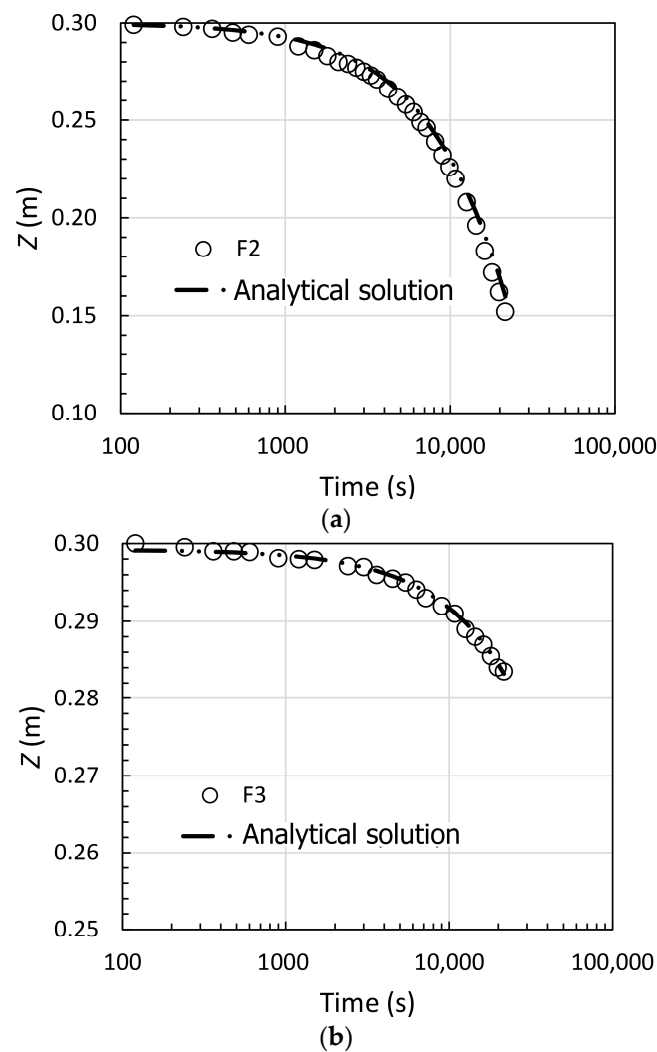 0.30
0.25
0.20
0.15
0.10
Z (m)
F2
Analytical solution
100
1000
10,000
100,000
Time (s)
(a)
0.30
0.29
0.28
0.27
0.26
0.25
Z (m)
F3
Analytical solution
100
1000
10,000
100,000
Time (s)
(b)